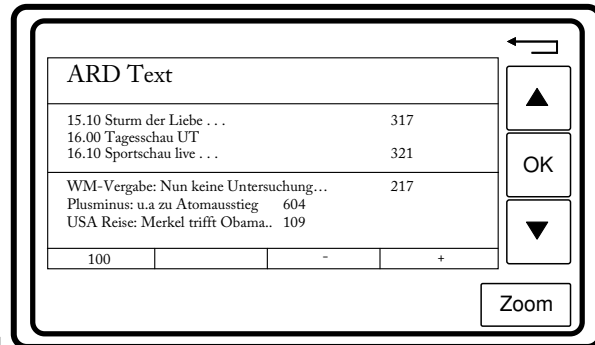 ARD Text
15.10 Sturm der Liebe . . . 317
16.00 Tagesschau UT
16.10 Sportschau live . . . 321
WM-Vergabe: Nun keine Untersuchung... 217
Plusminus: u.a zu Atomausstieg 604
USA Reise: Merkel trifft Obama.. 109
100 - +
OK
Zoom